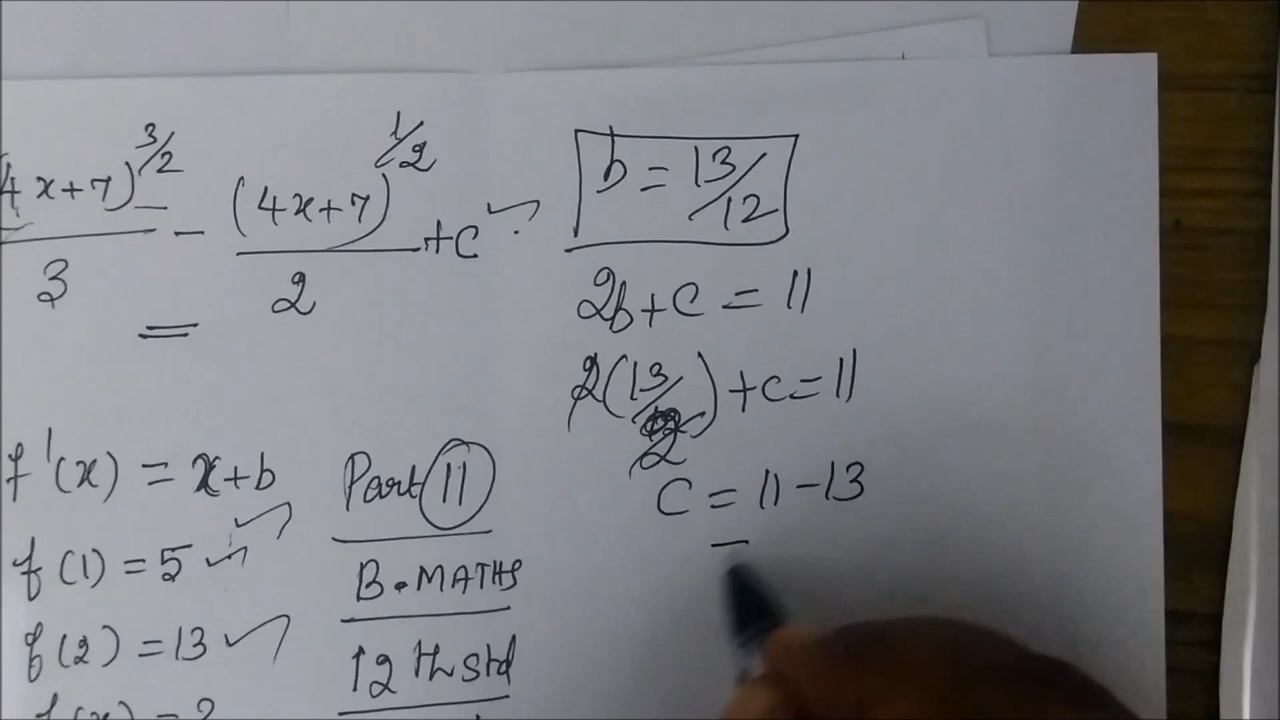 (4x+7)^3/2 / 3 - (4x+7)^1/2 / 2 + c
=
f'(x) = x+b
f(1) = 5
f(2) = 13
f(x) = ?
Part 11
B.MATHS
12th std
b = 13/12
2b+c = 11
2(13/2)+c=11
C = 11-13
=